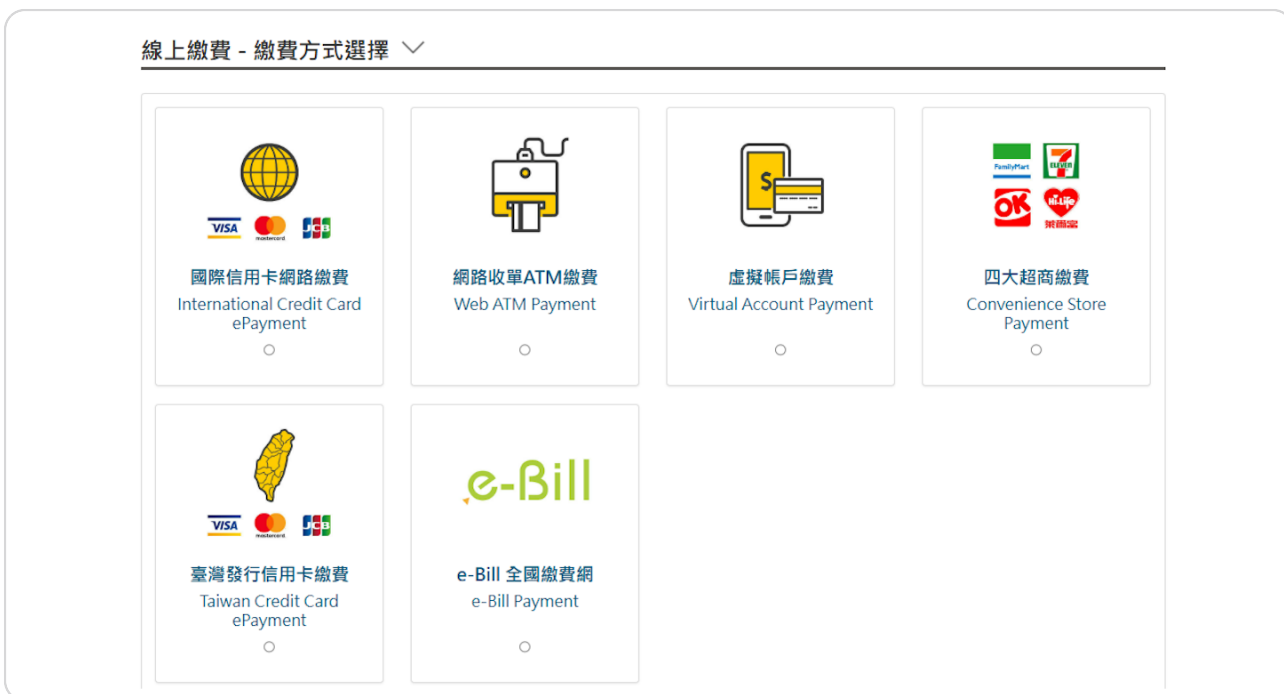 線上繳費 - 繳費方式選擇
VISA mastercard JCB
國際信用卡網路繳費
International Credit Card
ePayment
網路收單ATM繳費
Web ATM Payment
$
虛擬帳戶繳費
Virtual Account Payment
FamilyMart
7 ELEVEN
OK
Hi-Life
萊爾富
四大超商繳費
Convenience Store
Payment
VISA mastercard JCB
臺灣發行信用卡繳費
Taiwan Credit Card
ePayment
e-Bill
e-Bill 全國繳費網
e-Bill Payment